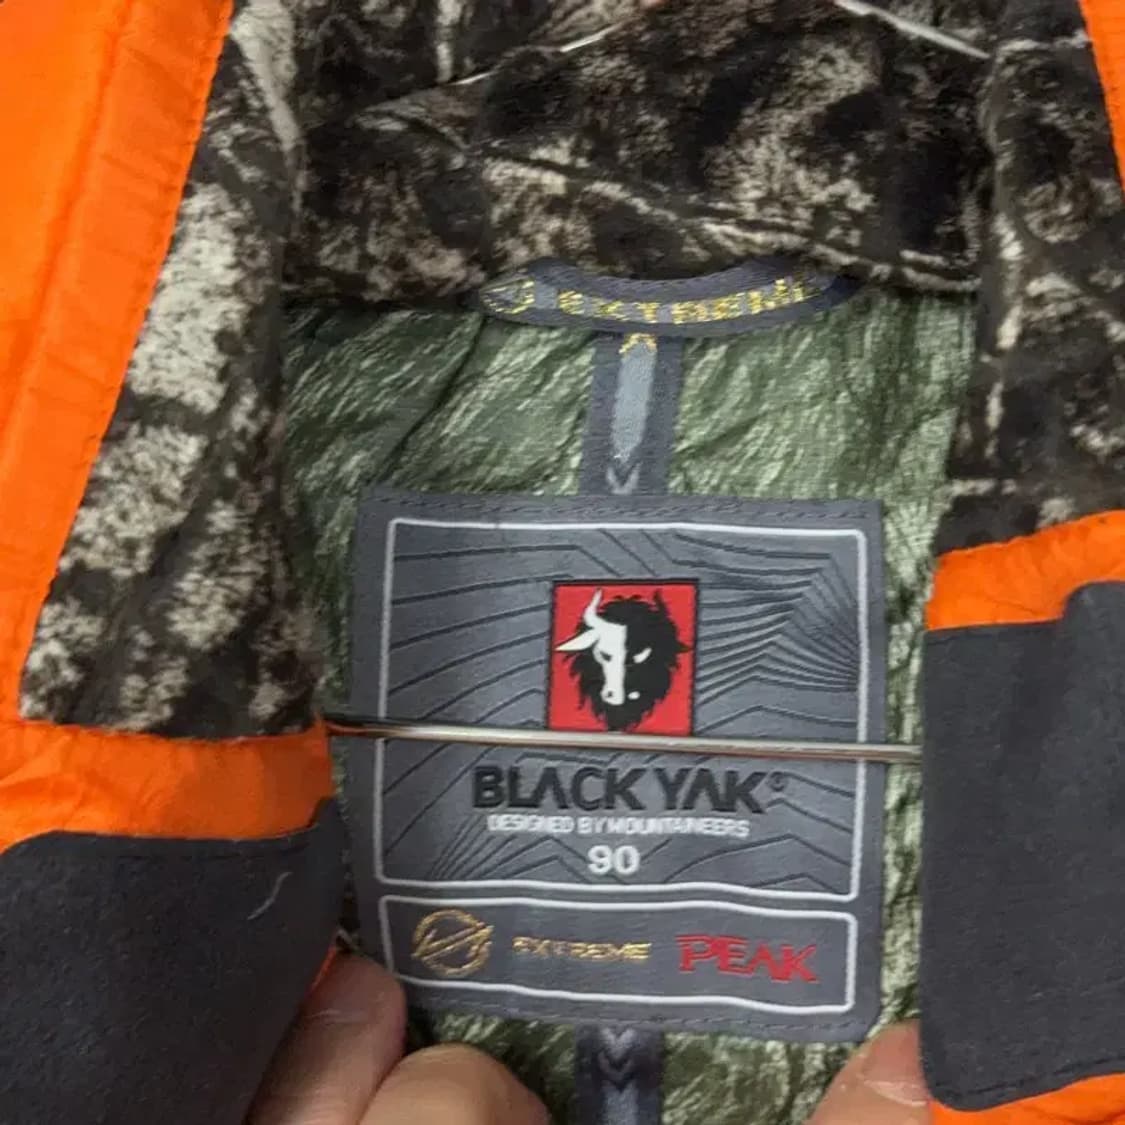 EXTREME
BLACK YAK®
DESIGNED BY MOUNTAINEERS
90
EXTREME PEAK